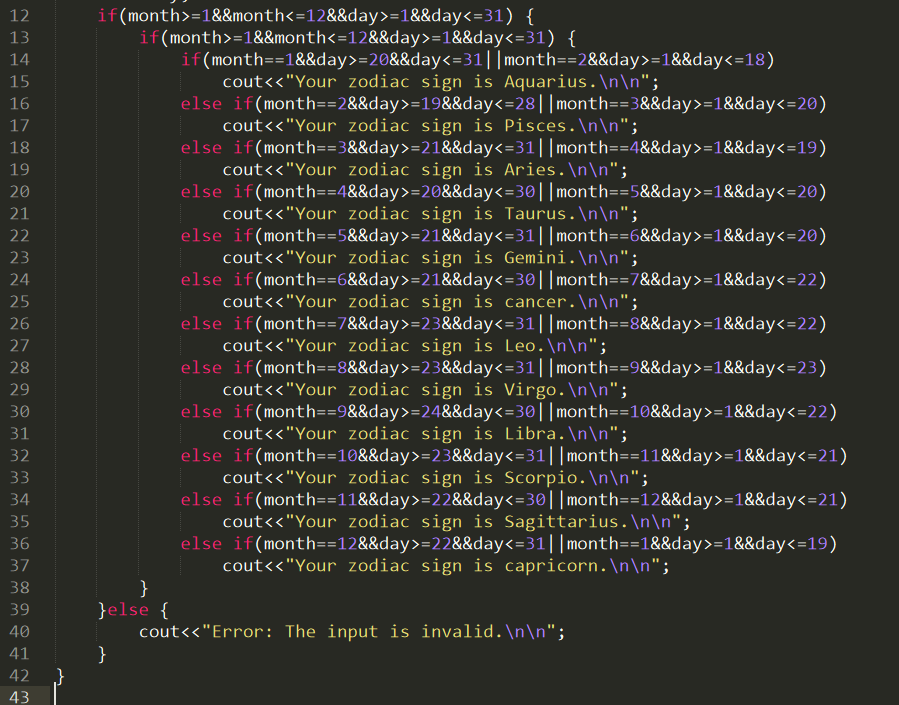 12 if(month>=1&&month<=12&&day>=1&&day<=31) {
13 if(month>=1&&month<=12&&day>=1&&day<=31) {
14 if(month==1&&day>=20&&day<=31||month==2&&day>=1&&day<=18)
15 cout<<"Your zodiac sign is Aquarius.\n\n";
16 else if(month==2&&day>=19&&day<=28||month==3&&day>=1&&day<=20)
17 cout<<"Your zodiac sign is Pisces.\n\n";
18 else if(month==3&&day>=21&&day<=31||month==4&&day>=1&&day<=19)
19 cout<<"Your zodiac sign is Aries.\n\n";
20 else if(month==4&&day>=20&&day<=30||month==5&&day>=1&&day<=20)
21 cout<<"Your zodiac sign is Taurus.\n\n";
22 else if(month==5&&day>=21&&day<=31||month==6&&day>=1&&day<=20)
23 cout<<"Your zodiac sign is Gemini.\n\n";
24 else if(month==6&&day>=21&&day<=30||month==7&&day>=1&&day<=22)
25 cout<<"Your zodiac sign is cancer.\n\n";
26 else if(month==7&&day>=23&&day<=31||month==8&&day>=1&&day<=22)
27 cout<<"Your zodiac sign is Leo.\n\n";
28 else if(month==8&&day>=23&&day<=31||month==9&&day>=1&&day<=23)
29 cout<<"Your zodiac sign is Virgo.\n\n";
30 else if(month==9&&day>=24&&day<=30||month==10&&day>=1&&day<=22)
31 cout<<"Your zodiac sign is Libra.\n\n";
32 else if(month==10&&day>=23&&day<=31||month==11&&day>=1&&day<=21)
33 cout<<"Your zodiac sign is Scorpio.\n\n";
34 else if(month==11&&day>=22&&day<=30||month==12&&day>=1&&day<=21)
35 cout<<"Your zodiac sign is Sagittarius.\n\n";
36 else if(month==12&&day>=22&&day<=31||month==1&&day>=1&&day<=19)
37 cout<<"Your zodiac sign is capricorn.\n\n";
38 }
39 }else {
40 cout<<"Error: The input is invalid.\n\n";
41 }
42 }
43